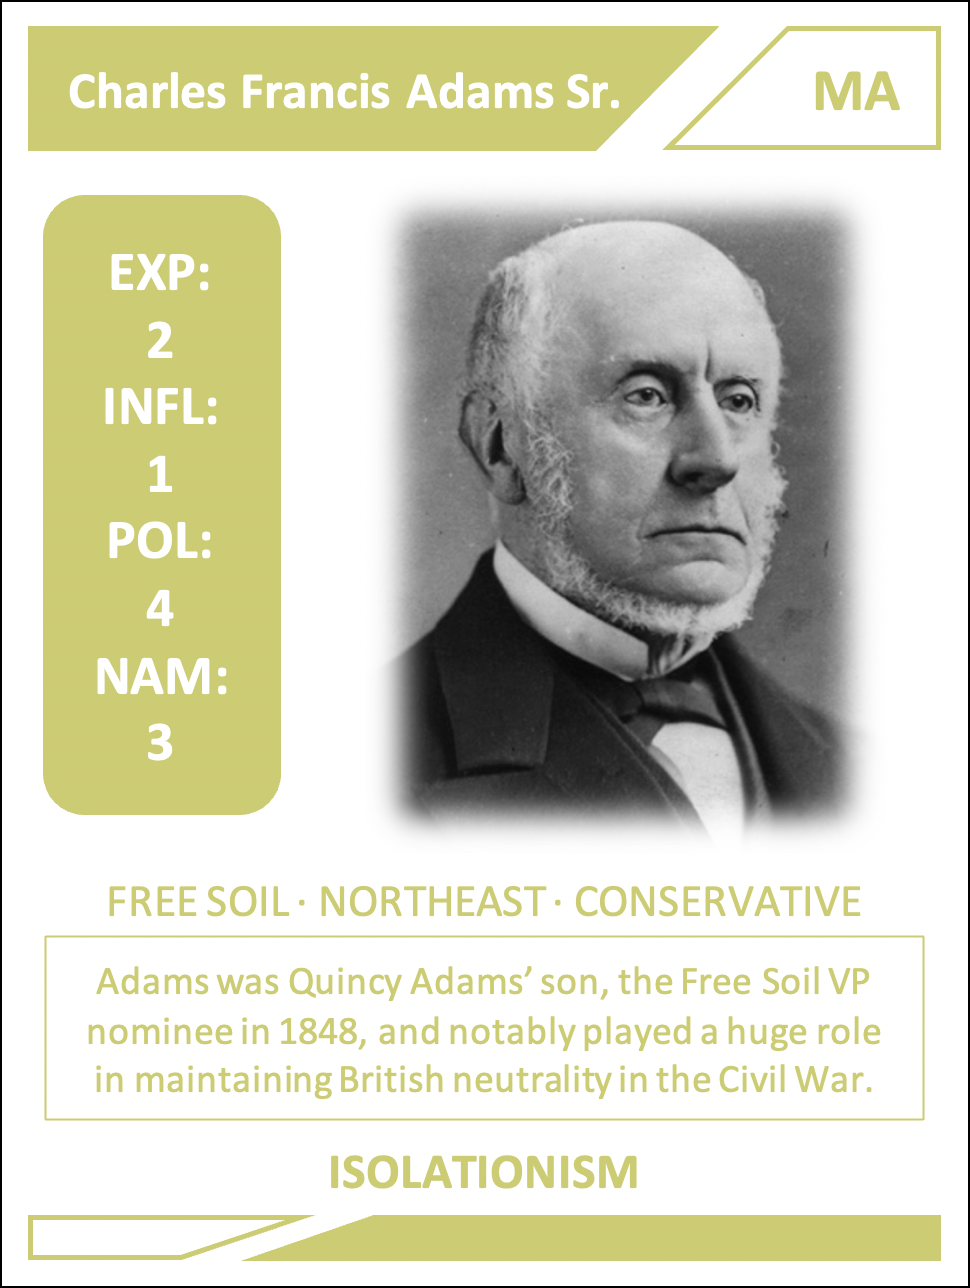 Charles Francis Adams Sr.
MA
EXP:
2
INFL:
1
POL:
4
NAM:
3
FREE SOIL · NORTHEAST · CONSERVATIVE
Adams was Quincy Adams’ son, the Free Soil VP
nominee in 1848, and notably played a huge role
in maintaining British neutrality in the Civil War.
ISOLATIONISM